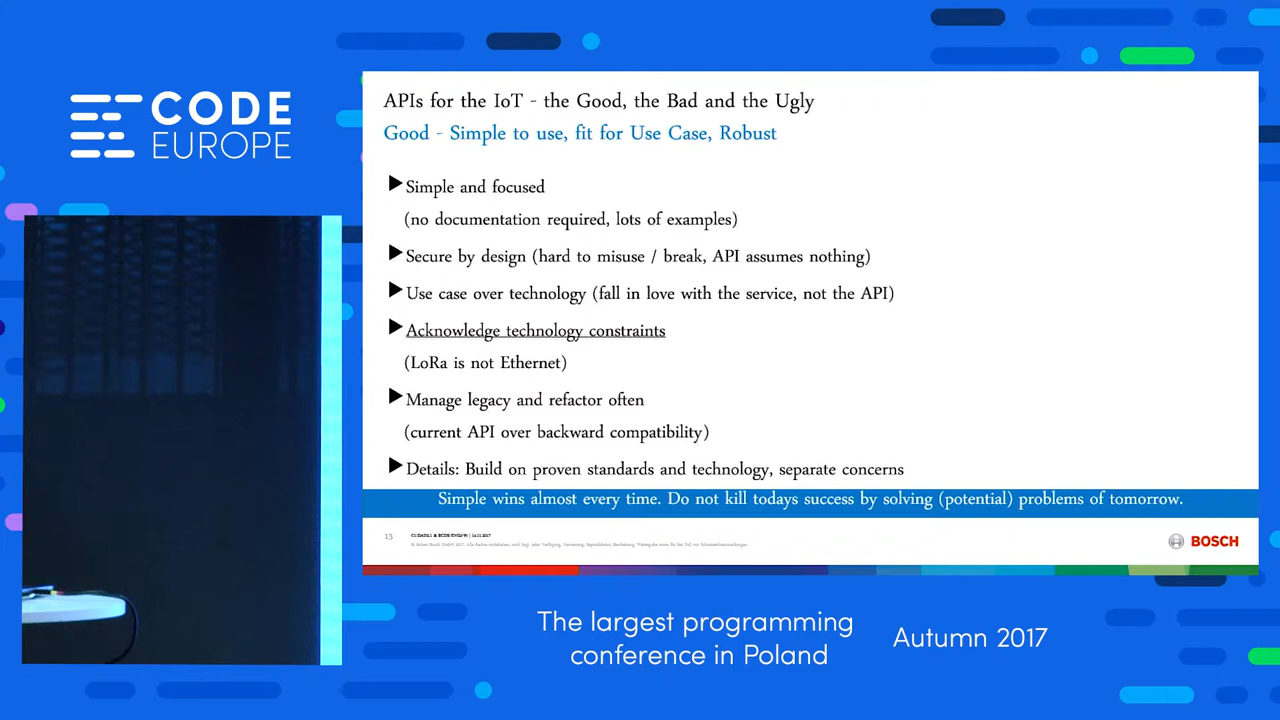 CODE
EUROPE
APIs for the IoT - the Good, the Bad and the Ugly
Good - Simple to use, fit for Use Case, Robust
Simple and focused
(no documentation required, lots of examples)
Secure by design (hard to misuse / break, API assumes nothing)
Use case over technology (fall in love with the service, not the API)
Acknowledge technology constraints
(LoRa is not Ethernet)
Manage legacy and refactor often
(current API over backward compatibility)
Details: Build on proven standards and technology, separate concerns
Simple wins almost every time. Do not kill todays success by solving (potential) problems of tomorrow.
13
BOSCH
The largest programming
conference in Poland
Autumn 2017